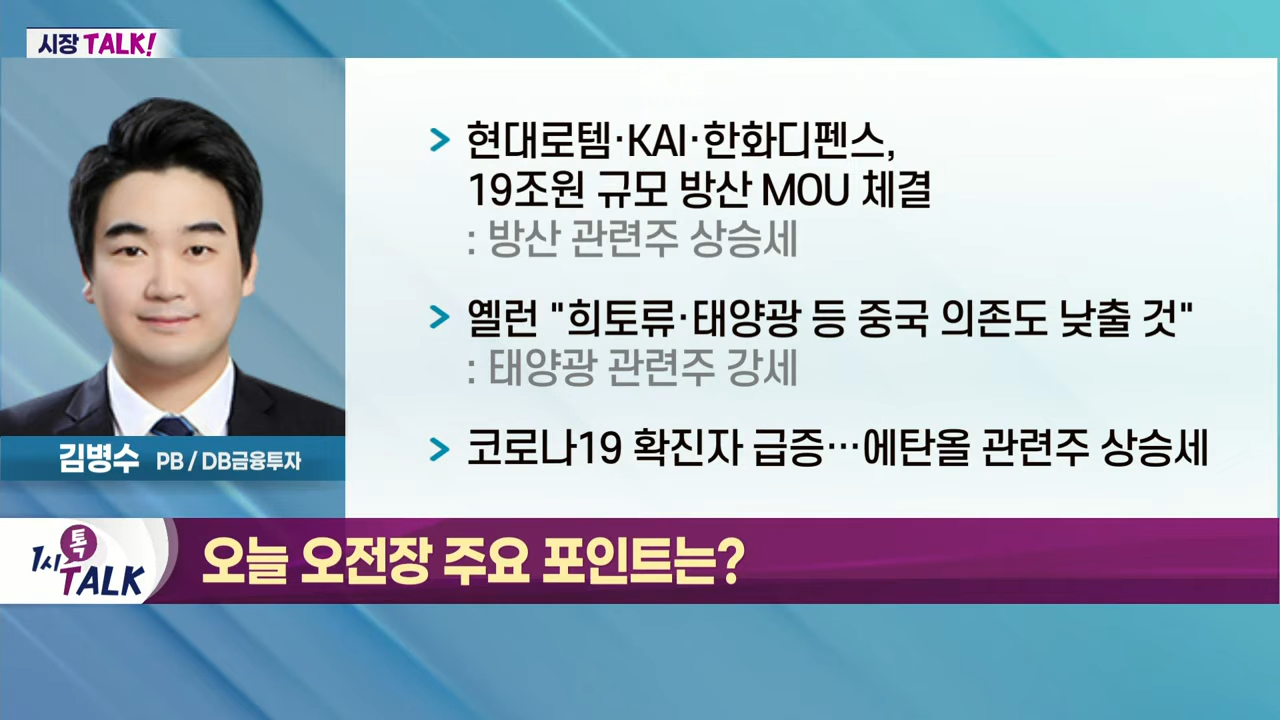 시장 TALK!
> 현대로템·KAI·한화디펜스,
19조원 규모 방산 MOU 체결
: 방산 관련주 상승세
> 옐런 "희토류·태양광 등 중국 의존도 낮출 것"
: 태양광 관련주 강세
> 코로나19 확진자 급증…에탄올 관련주 상승세
김병수 PB / DB금융투자
1시 톡 TALK
오늘 오전장 주요 포인트는?